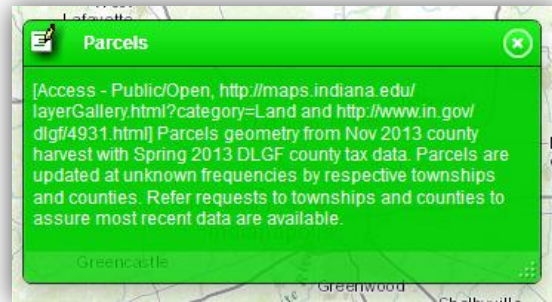 Lafayette
Parcels
[Access - Public/Open, http://maps.indiana.edu/
layerGallery.html?category=Land and http://www.in.gov/
dlgf/4931.html] Parcels geometry from Nov 2013 county
harvest with Spring 2013 DLGF county tax data. Parcels are
updated at unknown frequencies by respective townships
and counties. Refer requests to townships and counties to
assure most recent data are available.
Greencastle
Greenwood